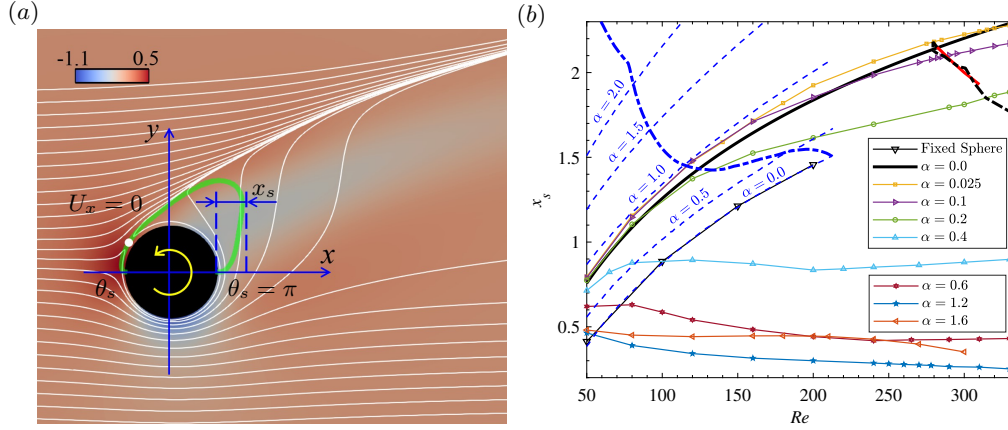 (a)
-1.1 0.5
y
U_x = 0
x_s
x
θ_s
θ_s = π
(b)
2
1.5
1
0.5
x_s
50 100 150 200 250 300
Re
α = 2.0
α = 1.5
α = 1.0
α = 0.5
α = 0.0
Fixed Sphere
α = 0.0
α = 0.025
α = 0.1
α = 0.2
α = 0.4
α = 0.6
α = 1.2
α = 1.6